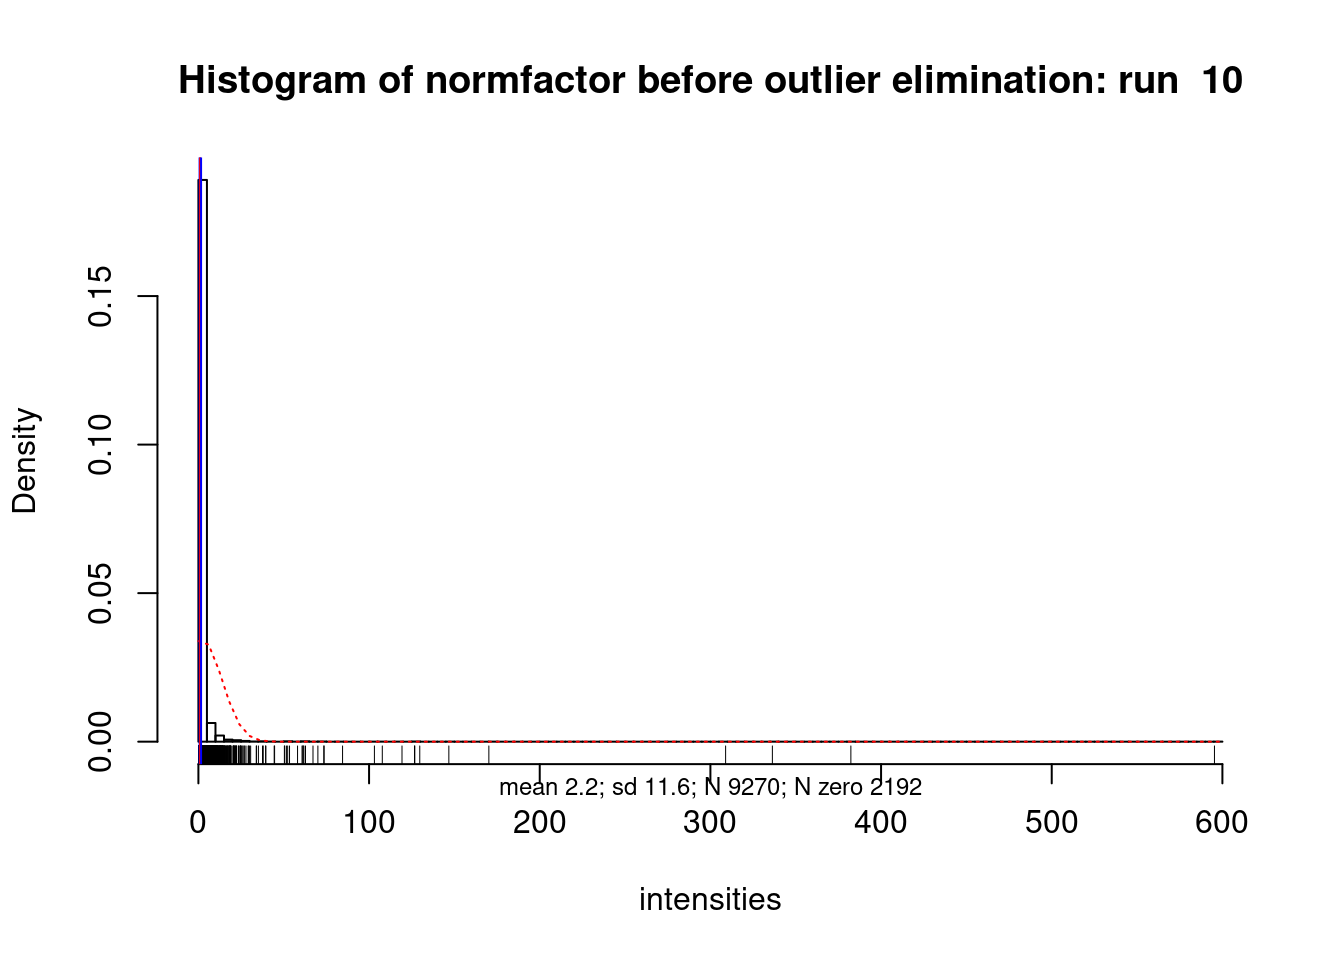 Histogram of normfactor before outlier elimination: run  10
Density
0.15
0.10
0.05
0.00
mean 2.2; sd 11.6; N 9270; N zero 2192
0 100 200 300 400 500 600
intensities